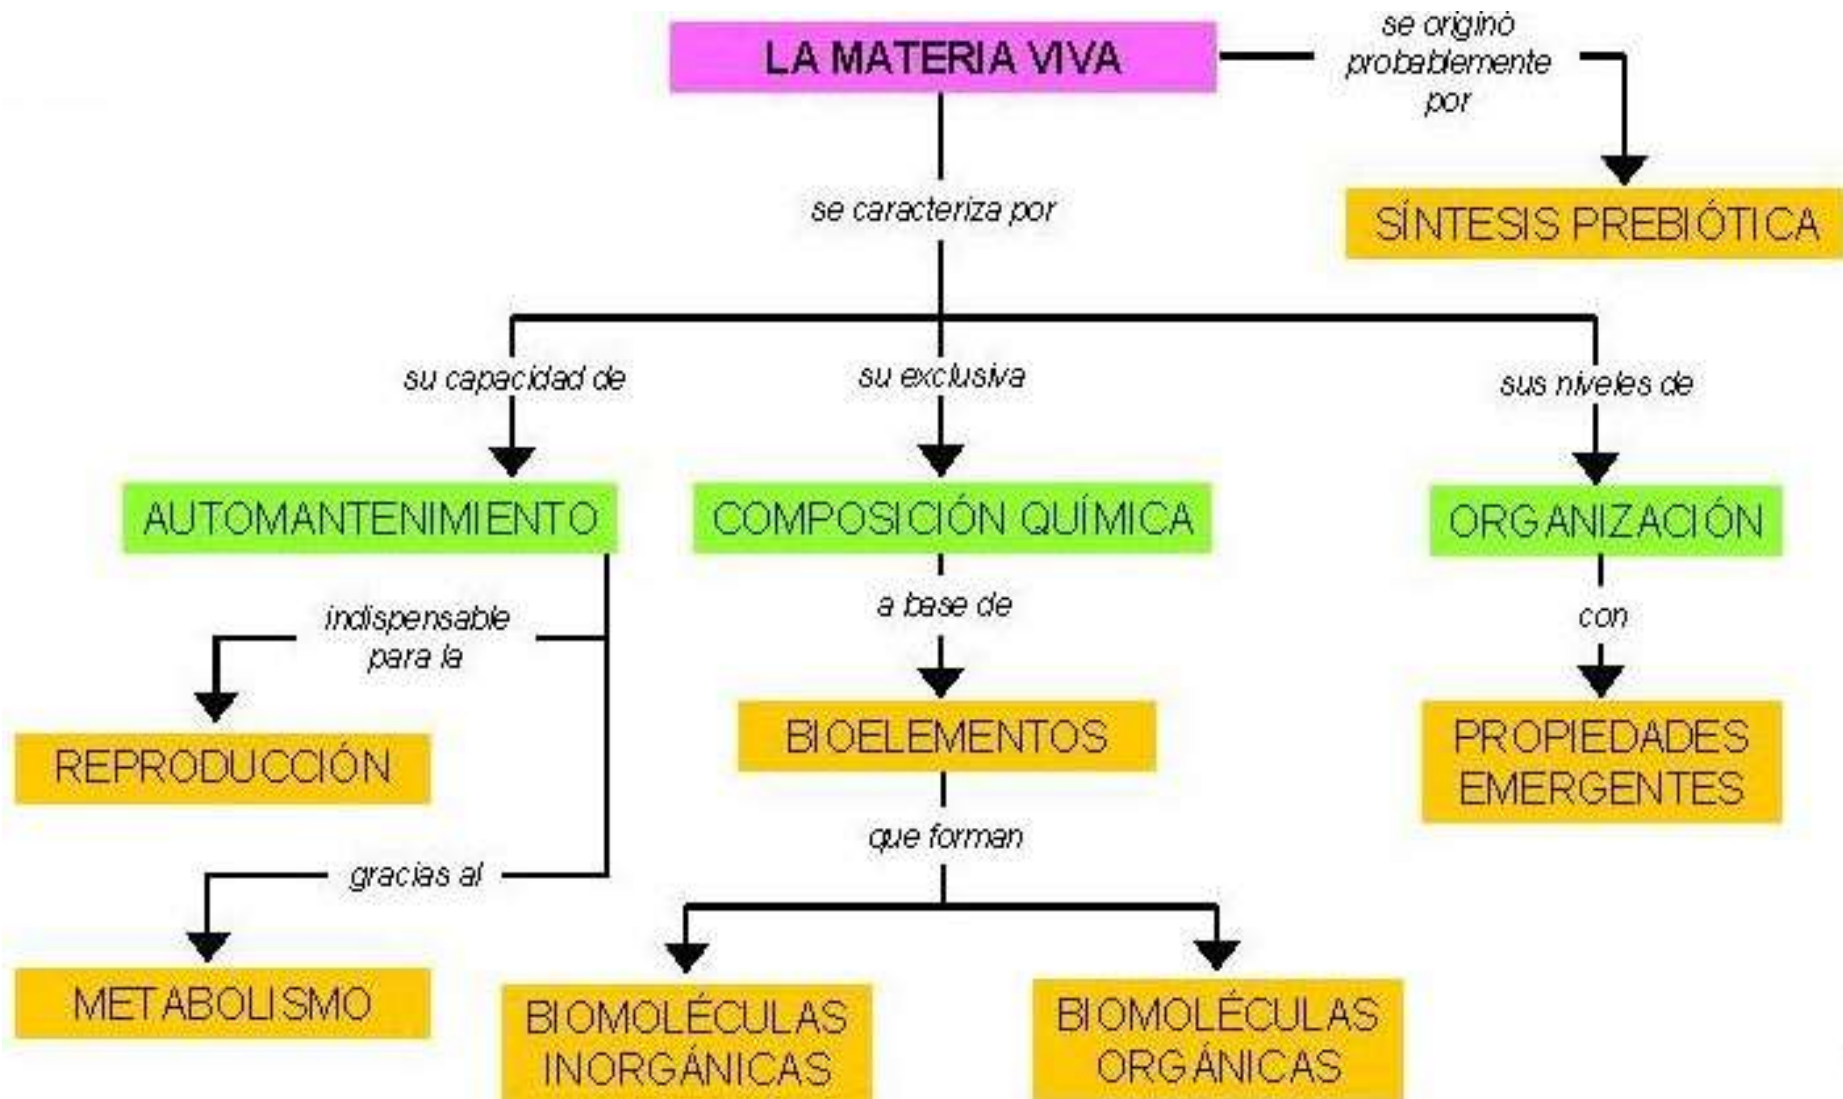 LA MATERIA VIVA
se originó
probablemente
por
SÍNTESIS PREBIÓTICA
se caracteriza por
su capacidad de
su exclusiva
sus niveles de
AUTOMANTENIMIENTO
COMPOSICIÓN QUÍMICA
ORGANIZACIÓN
indispensable
para la
a base de
con
REPRODUCCIÓN
BIOELEMENTOS
PROPIEDADES
EMERGENTES
que forman
gracias al
METABOLISMO
BIOMOLÉCULAS
INORGÁNICAS
BIOMOLÉCULAS
ORGÁNICAS